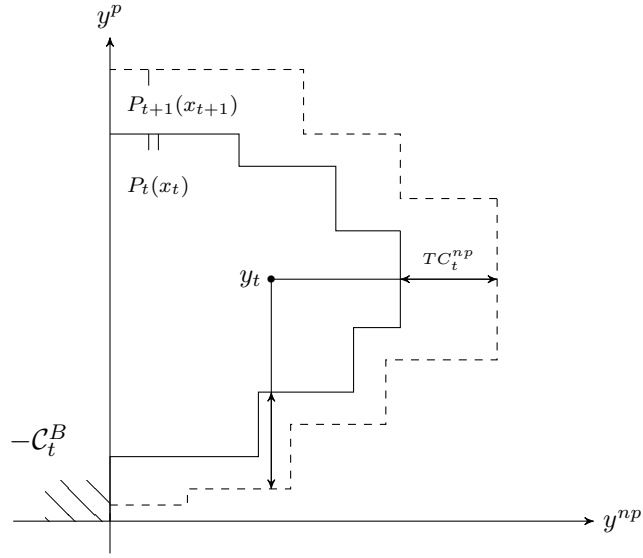 y^p
P_{t+1}(x_{t+1})
P_t(x_t)
TC_t^{np}
y_t
-\mathcal{C}_t^B
y^{np}